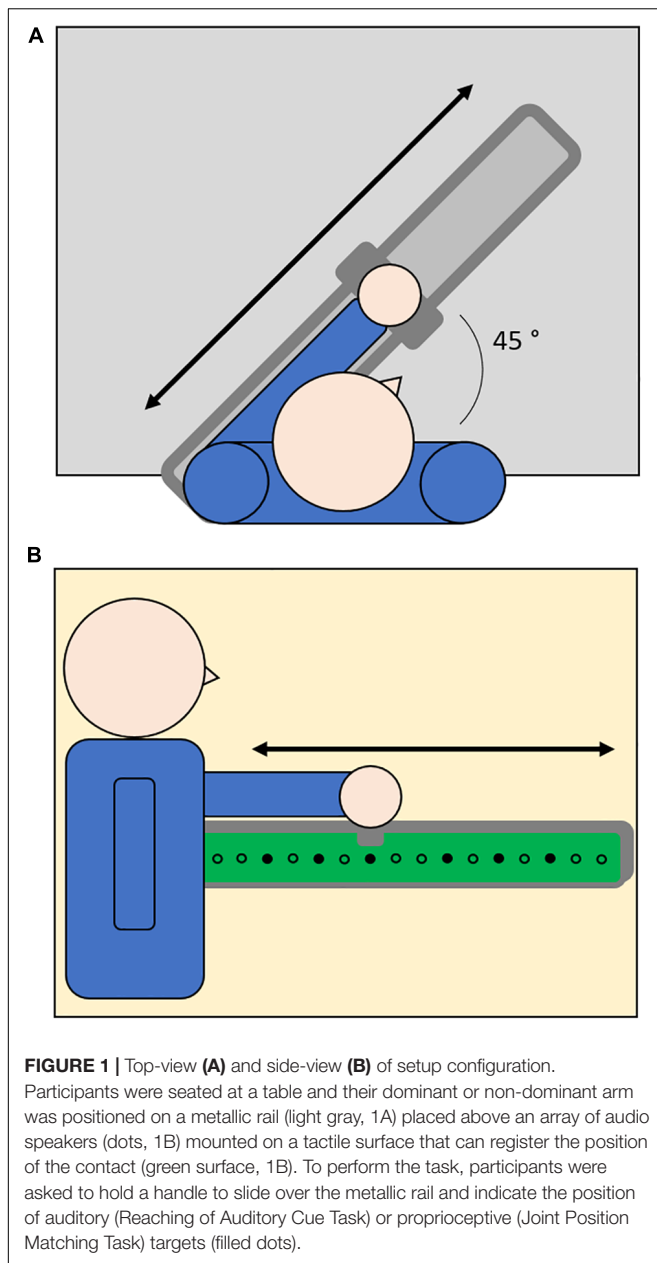 A
45 °
B
FIGURE 1 | Top-view (A) and side-view (B) of setup configuration.
Participants were seated at a table and their dominant or non-dominant arm
was positioned on a metallic rail (light gray, 1A) placed above an array of audio
speakers (dots, 1B) mounted on a tactile surface that can register the position
of the contact (green surface, 1B). To perform the task, participants were
asked to hold a handle to slide over the metallic rail and indicate the position
of auditory (Reaching of Auditory Cue Task) or proprioceptive (Joint Position
Matching Task) targets (filled dots).